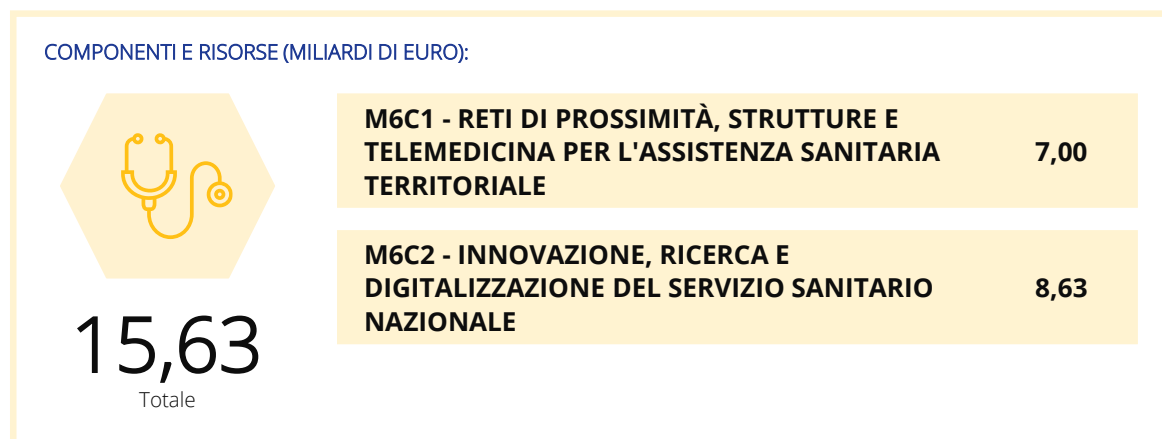 COMPONENTI E RISORSE (MILIARDI DI EURO):
M6C1 - RETI DI PROSSIMITÀ, STRUTTURE E
TELEMEDICINA PER L'ASSISTENZA SANITARIA
TERRITORIALE
7,00
M6C2 - INNOVAZIONE, RICERCA E
DIGITALIZZAZIONE DEL SERVIZIO SANITARIO
NAZIONALE
8,63
15,63
Totale